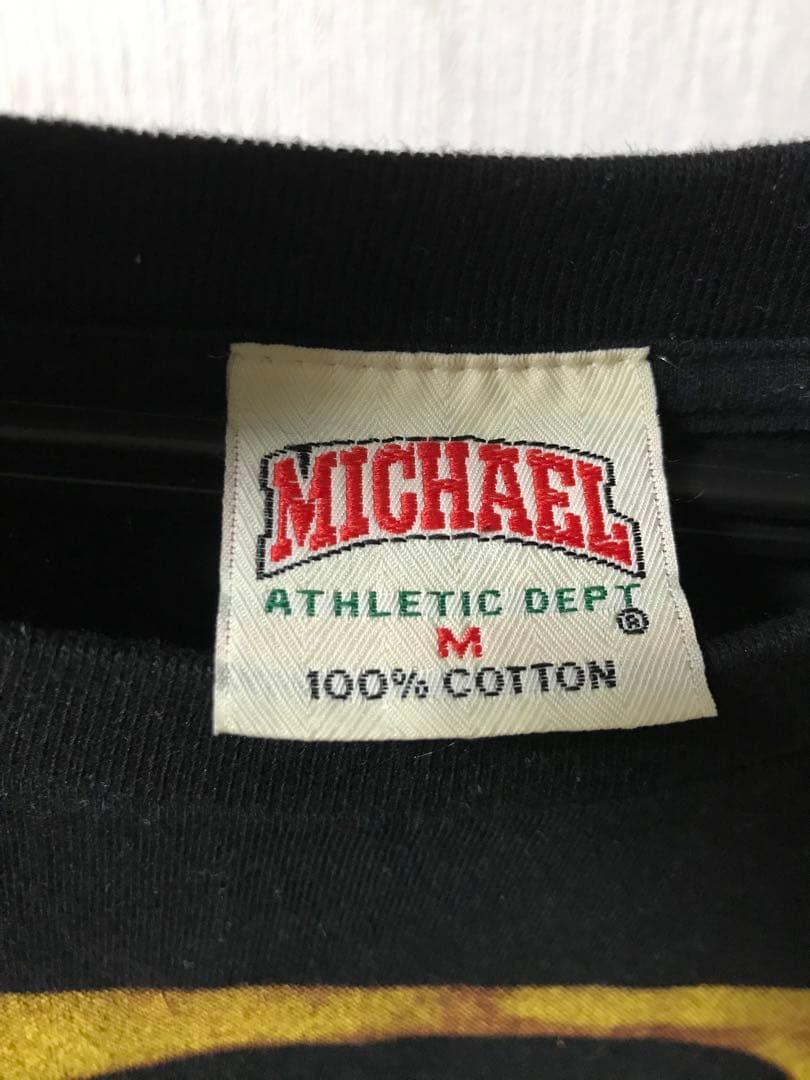 MICHAEL
ATHLETIC DEPT
®
M
100% COTTON